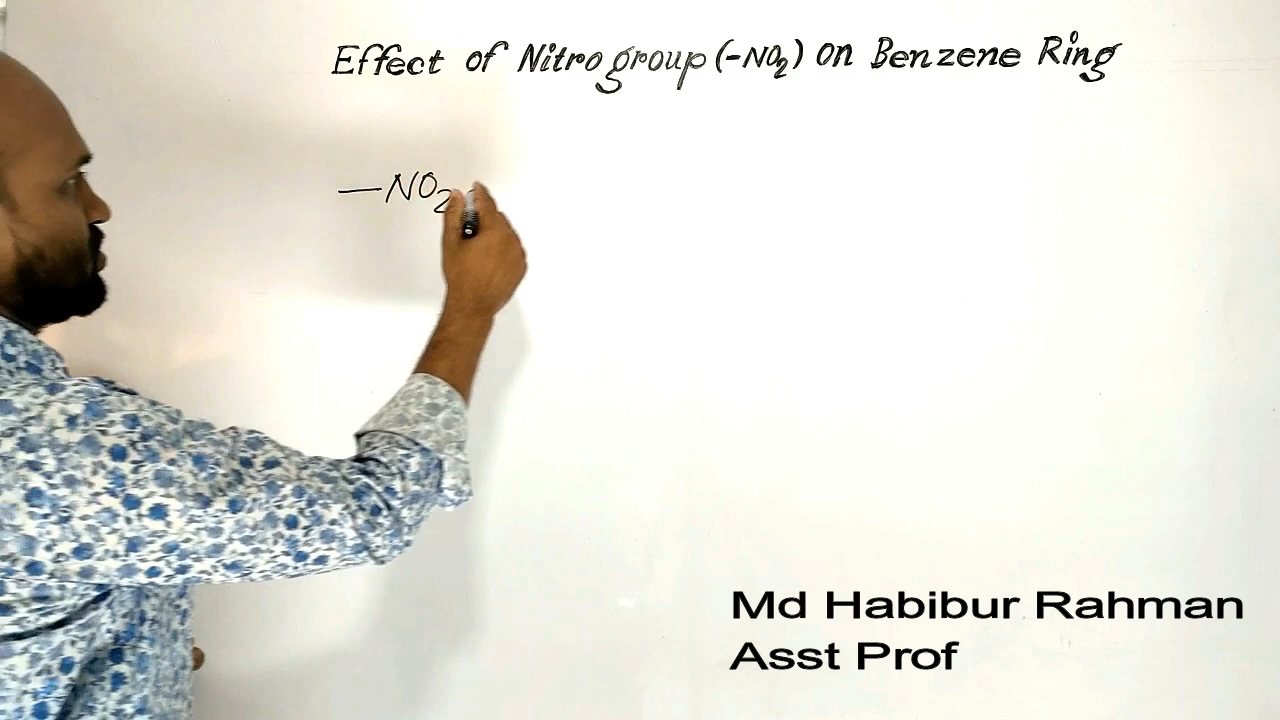 Effect of Nitro group (-NO₂) on Benzene Ring
—NO₂
Md Habibur Rahman
Asst Prof